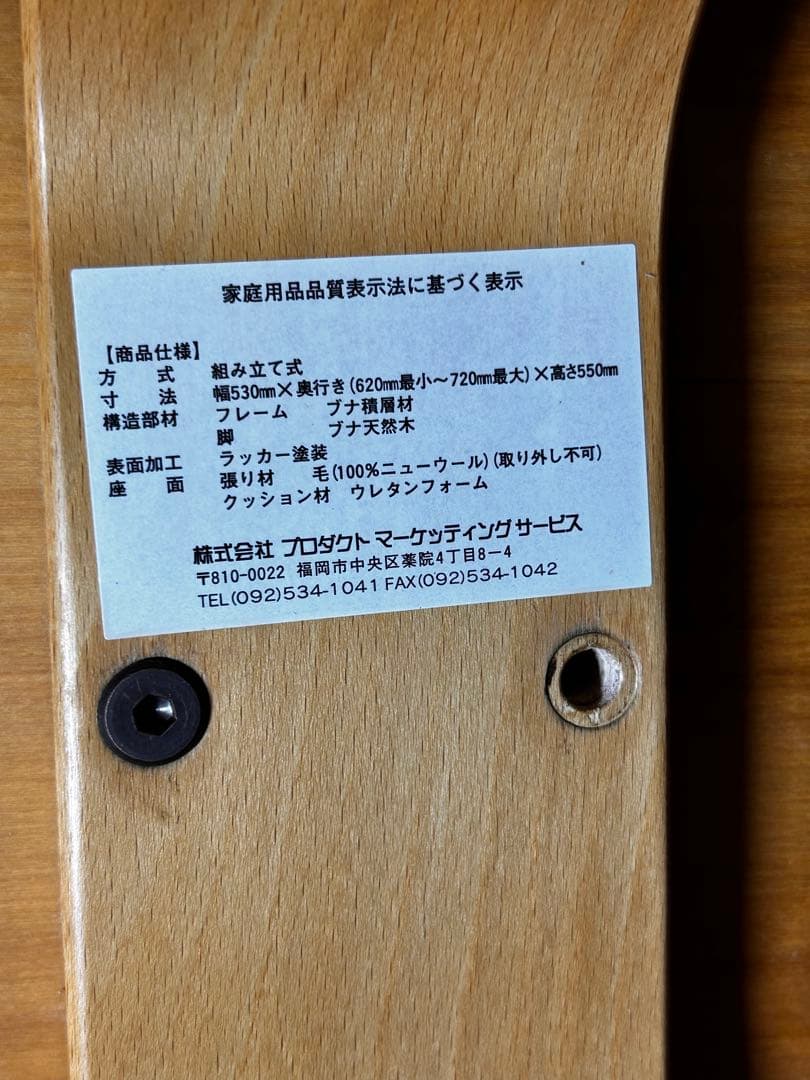 家庭用品品質表示法に基づく表示
【商品仕様】
方　式　組み立て式
寸　法　幅530㎜×奥行き(620㎜最小～720㎜最大)×高さ550㎜
構造部材　フレーム　ブナ積層材
脚　ブナ天然木
表面加工　ラッカー塗装
座　面　張り材　毛(100%ニューウール)(取り外し不可)
クッション材　ウレタンフォーム
株式会社 プロダクト マーケッティング サービス
〒810-0022 福岡市中央区薬院4丁目8-4
TEL(092)534-1041 FAX(092)534-1042